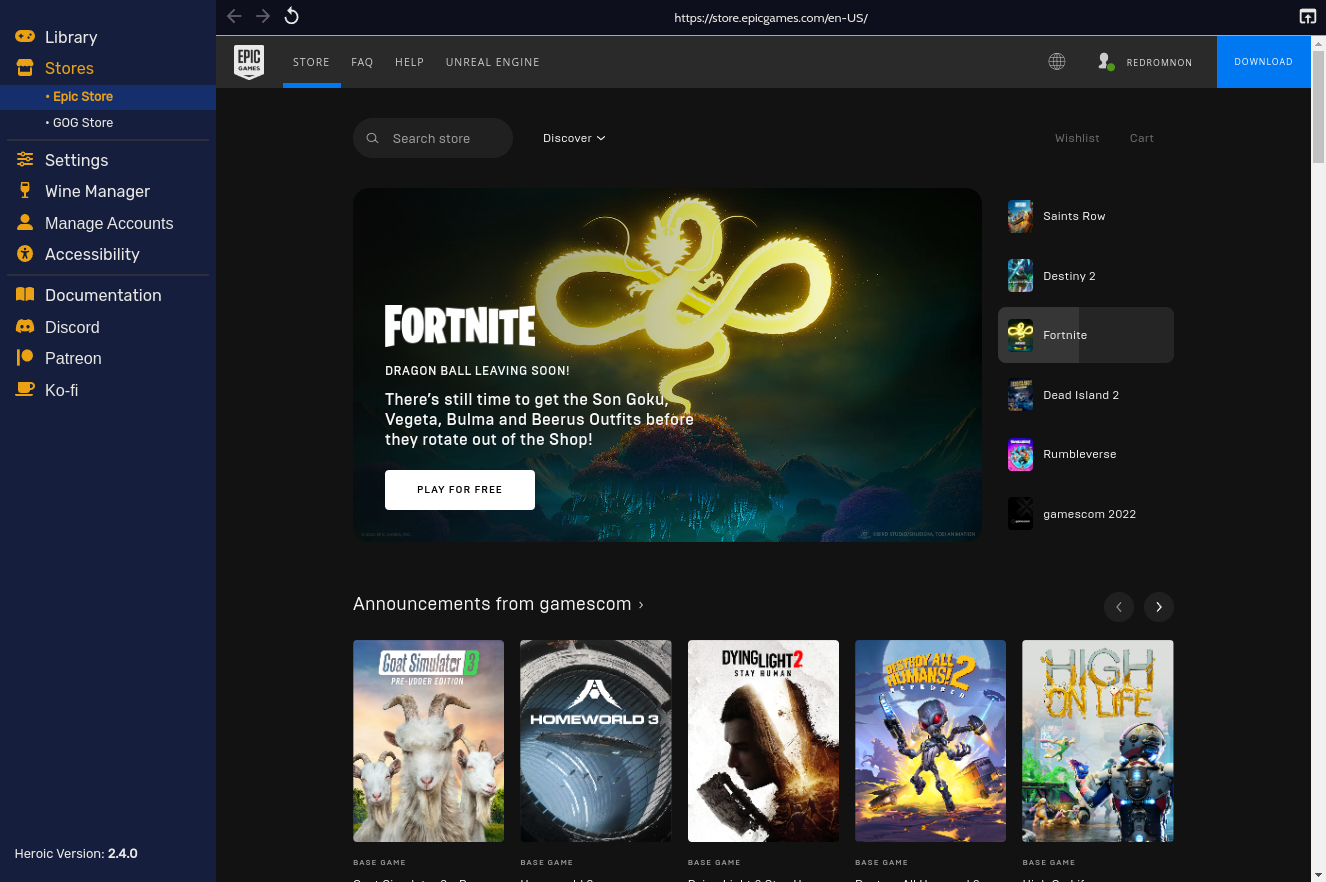 https://store.epicgames.com/en-US/
Library
Stores
• Epic Store
• GOG Store
Settings
Wine Manager
Manage Accounts
Accessibility
Documentation
Discord
Patreon
Ko-fi
Heroic Version: 2.4.0
EPIC
GAMES
STORE FAQ HELP UNREAL ENGINE
REDROMNON
DOWNLOAD
Search store
Discover
Wishlist Cart
FORTNITE
DRAGON BALL LEAVING SOON!
There's still time to get the Son Goku,
Vegeta, Bulma and Beerus Outfits before
they rotate out of the Shop!
PLAY FOR FREE
Saints Row
Destiny 2
Fortnite
Dead Island 2
Rumbleverse
gamescom 2022
Announcements from gamescom ›
Goat Simulator 3
PRE-UDDER EDITION
HOMEWORLD 3
DYING LIGHT 2
STAY HUMAN
DESTROY ALL
HUMANS! 2
REPROBED
HIGH
ON LIFE
BASE GAME
BASE GAME
BASE GAME
BASE GAME
BASE GAME